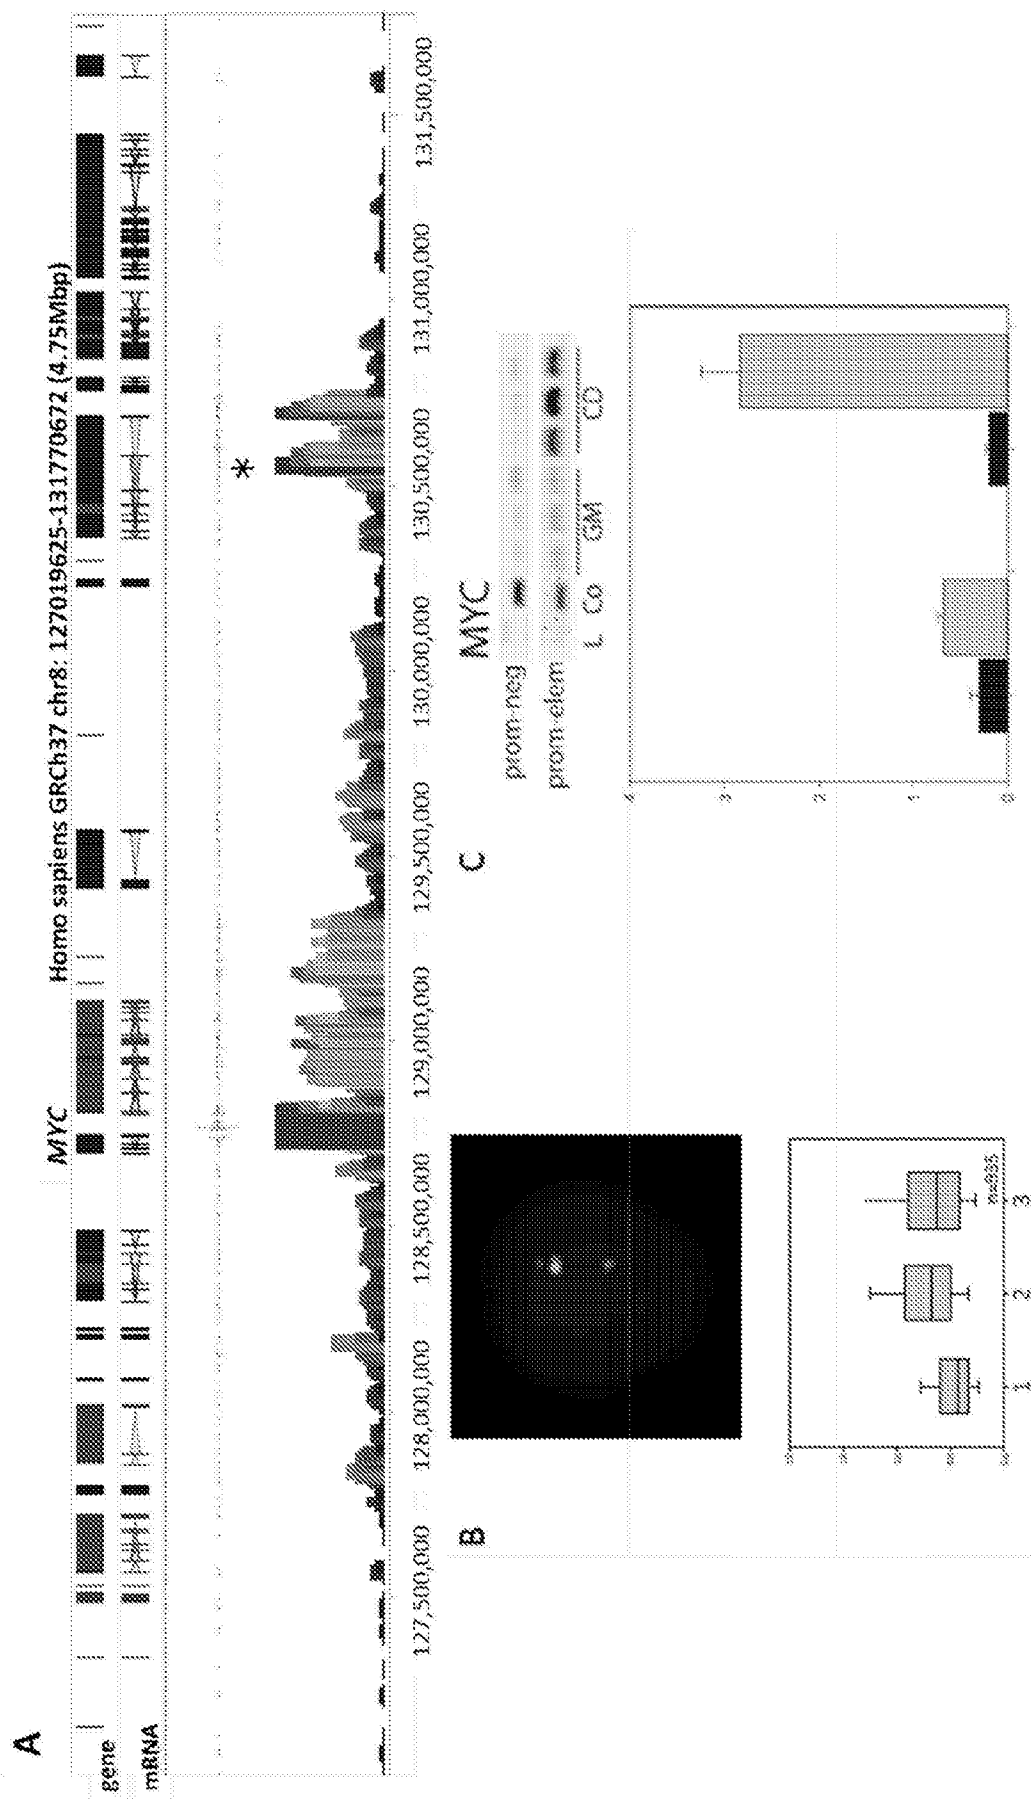 A
Homo sapiens GRCh37 chr8: 127019625-131770672 (4.75Mbp)
MYC
gene
mRNA
*
127,500,000 128,000,000 128,500,000 129,000,000 129,500,000 130,000,000 130,500,000 131,000,000 131,500,000
B
n=935
1 2 3
C
MYC
prom-neg
prom-elem
L Co GM CD
4
3
2
1
0